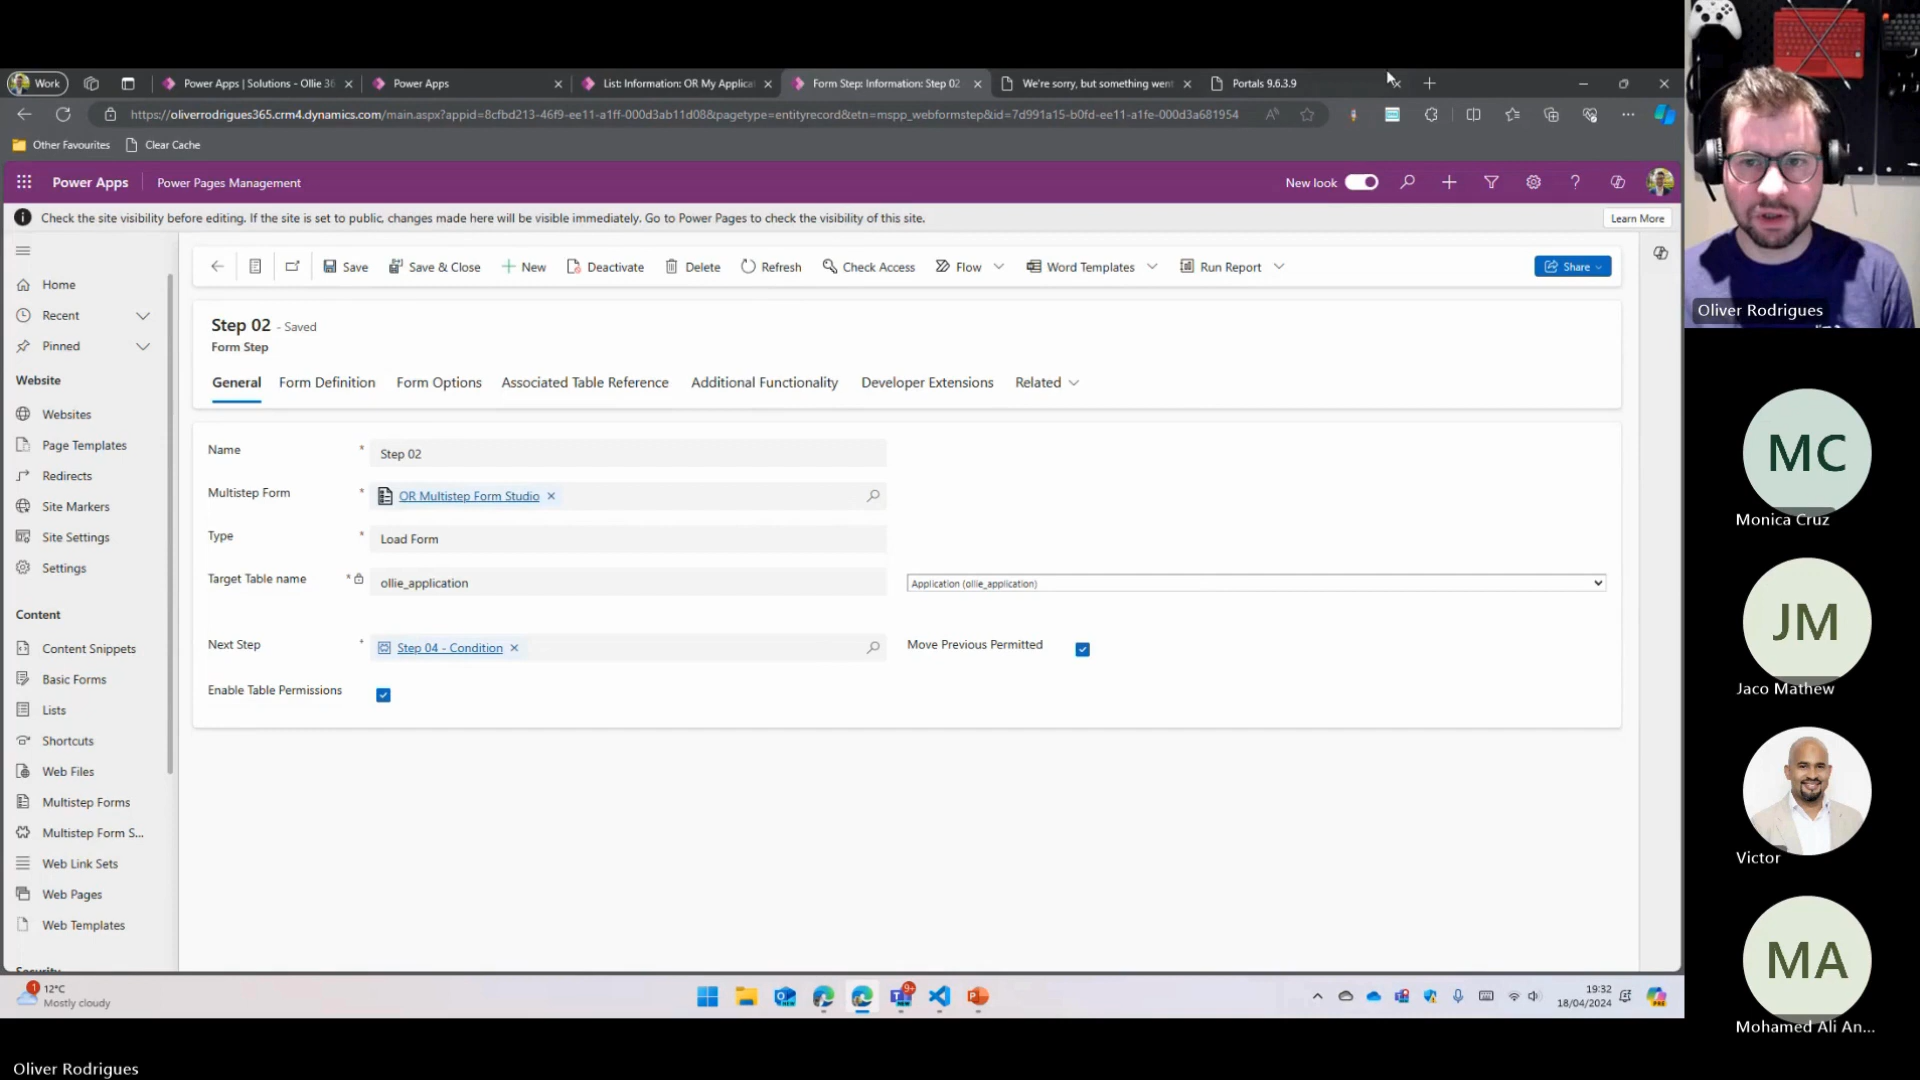 Work
Power Apps | Solutions - Ollie 36
Power Apps
List: Information: OR My Applicat
Form Step: Information: Step 02
We're sorry, but something went
Portals 9.6.3.9
https://oliverrodrigues365.crm4.dynamics.com/main.aspx?appid=8cfbd213-46f9-ee11-a1ff-000d3ab11d08&pagetype=entityrecord&etn=mspp_webformstep&id=7d991a15-b0fd-ee11-a1fe-000d3a681954
Other Favourites
Clear Cache
Power Apps
Power Pages Management
New look
Check the site visibility before editing. If the site is set to public, changes made here will be visible immediately. Go to Power Pages to check the visibility of this site.
Learn More
Save
Save & Close
New
Deactivate
Delete
Refresh
Check Access
Flow
Word Templates
Run Report
Share
Home
Recent
Pinned
Website
Websites
Page Templates
Redirects
Site Markers
Site Settings
Settings
Content
Content Snippets
Basic Forms
Lists
Shortcuts
Web Files
Multistep Forms
Multistep Form S...
Web Link Sets
Web Pages
Web Templates
Security
Step 02 - Saved
Form Step
General
Form Definition
Form Options
Associated Table Reference
Additional Functionality
Developer Extensions
Related
Name * Step 02
Multistep Form * OR Multistep Form Studio
Type * Load Form
Target Table name * ollie_application
Application (ollie_application)
Next Step * Step 04 - Condition
Move Previous Permitted
Enable Table Permissions
1
12°C
Mostly cloudy
9+
19:32
18/04/2024
PRE
Oliver Rodrigues
MC
Monica Cruz
JM
Jaco Mathew
Victor
MA
Mohamed Ali An...
Oliver Rodrigues